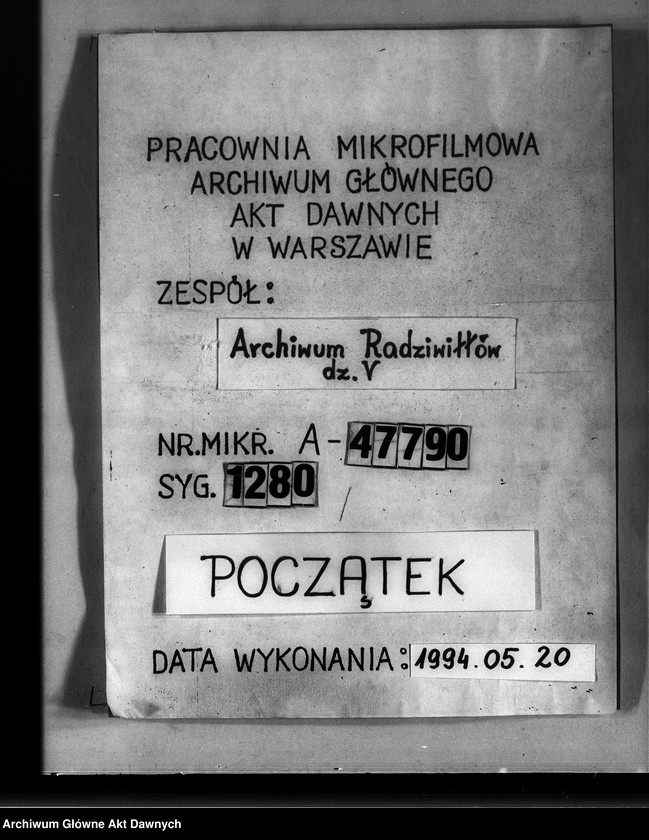 PRACOWNIA MIKROFILMOWA
ARCHIWUM GŁÓWNEGO
AKT DAWNYCH
W WARSZAWIE
ZESPÓŁ:
Archiwum Radziwiłłów
dz. V
NR.MIKR. A-47790
SYG. 1280
POCZĄTEK
DATA WYKONANIA: 1994.05.20
Archiwum Główne Akt Dawnych